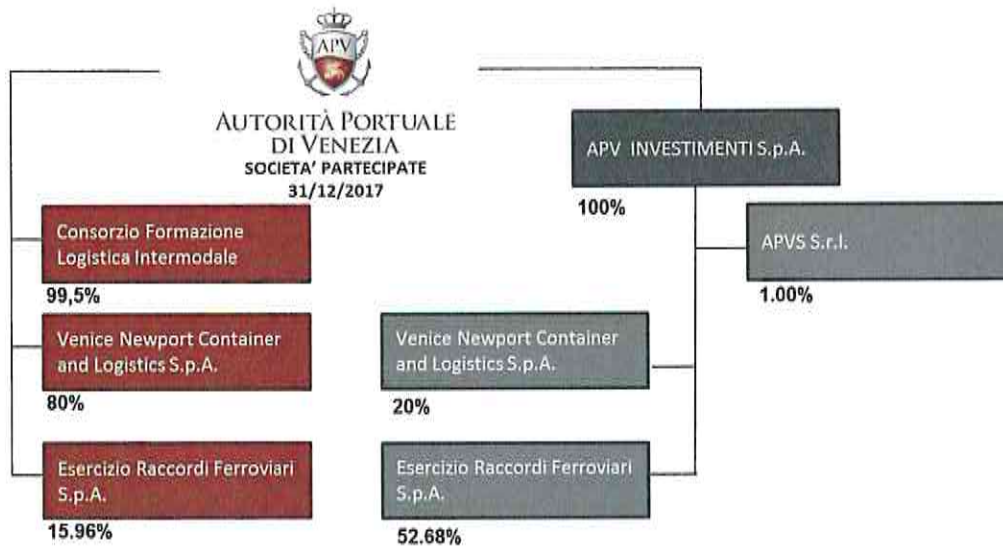 APV
AUTORITÀ PORTUALE
DI VENEZIA
SOCIETA' PARTECIPATE
31/12/2017
APV INVESTIMENTI S.p.A.
100%
Consorzio Formazione
Logistica Intermodale
99,5%
APVS S.r.l.
1.00%
Venice Newport Container
and Logistics S.p.A.
80%
Venice Newport Container
and Logistics S.p.A.
20%
Esercizio Raccordi Ferroviari
S.p.A.
15.96%
Esercizio Raccordi Ferroviari
S.p.A.
52.68%